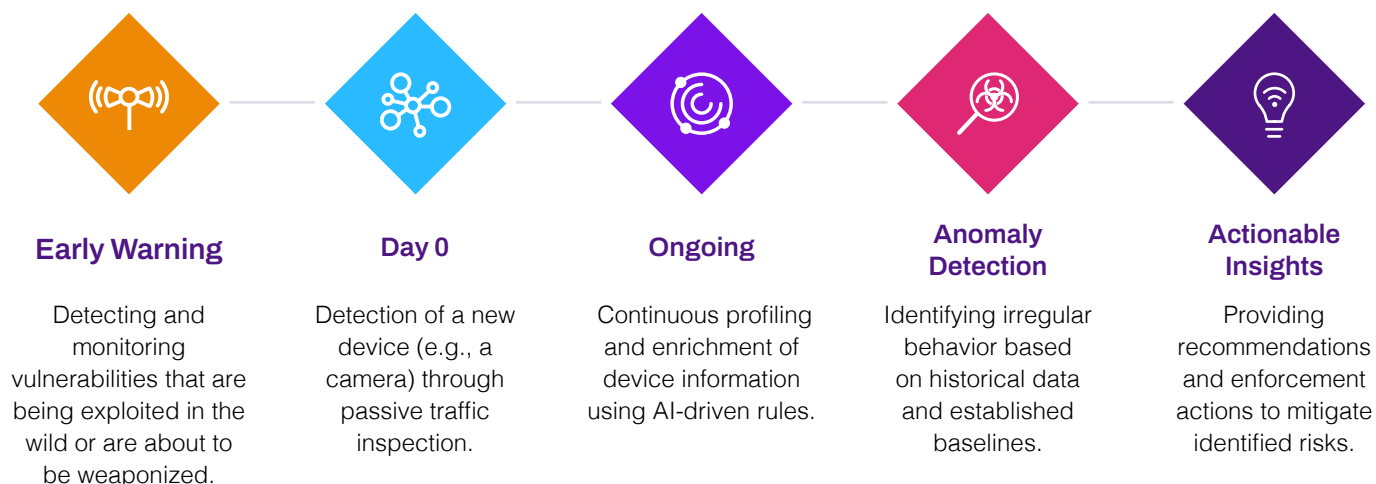 Early Warning
Detecting and
monitoring
vulnerabilities that are
being exploited in the
wild or are about to
be weaponized.
Day 0
Detection of a new
device (e.g., a
camera) through
passive traffic
inspection.
Ongoing
Continuous profiling
and enrichment of
device information
using AI-driven rules.
Anomaly
Detection
Identifying irregular
behavior based
on historical data
and established
baselines.
Actionable
Insights
Providing
recommendations
and enforcement
actions to mitigate
identified risks.